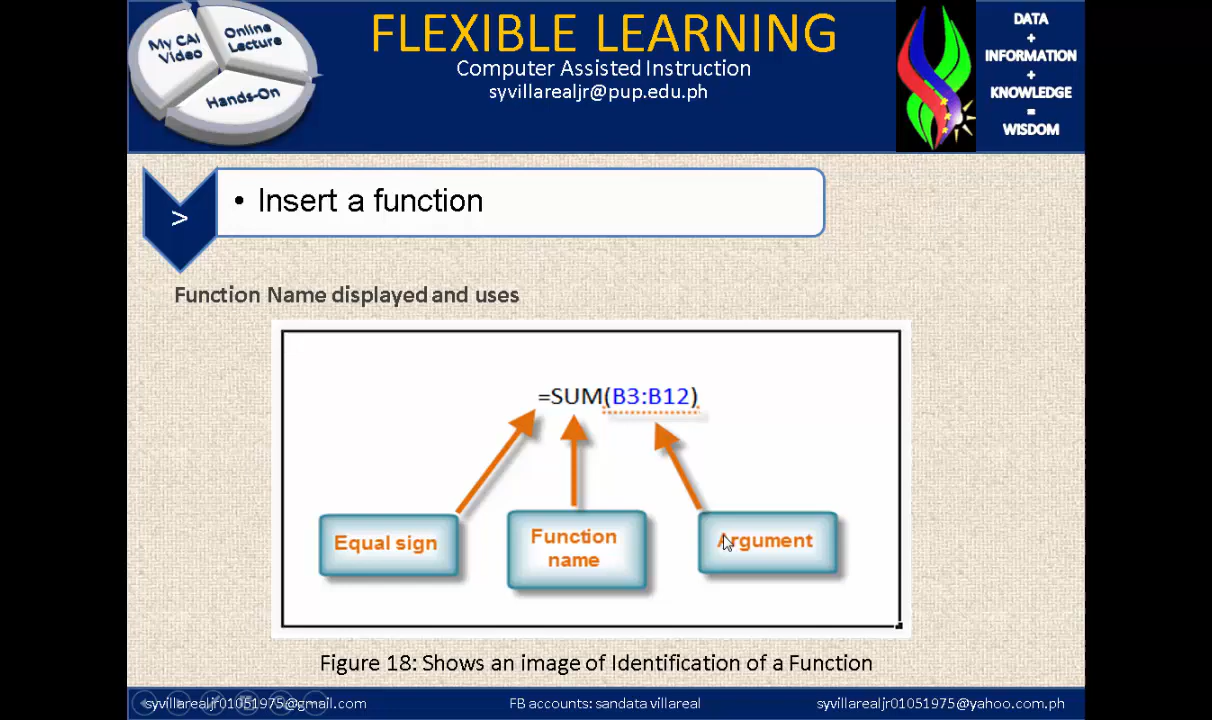 My CAI
Video
Online
Lecture
Hands-On
FLEXIBLE LEARNING
Computer Assisted Instruction
syvillarealjr@pup.edu.ph
DATA
+
INFORMATION
+
KNOWLEDGE
=
WISDOM
>
• Insert a function
Function Name displayed and uses
=SUM(B3:B12)
Equal sign
Function
name
Argument
Figure 18: Shows an image of Identification of a Function
syvillarealjr01051975@gmail.com
FB accounts: sandata villareal
syvillarealjr01051975@yahoo.com.ph